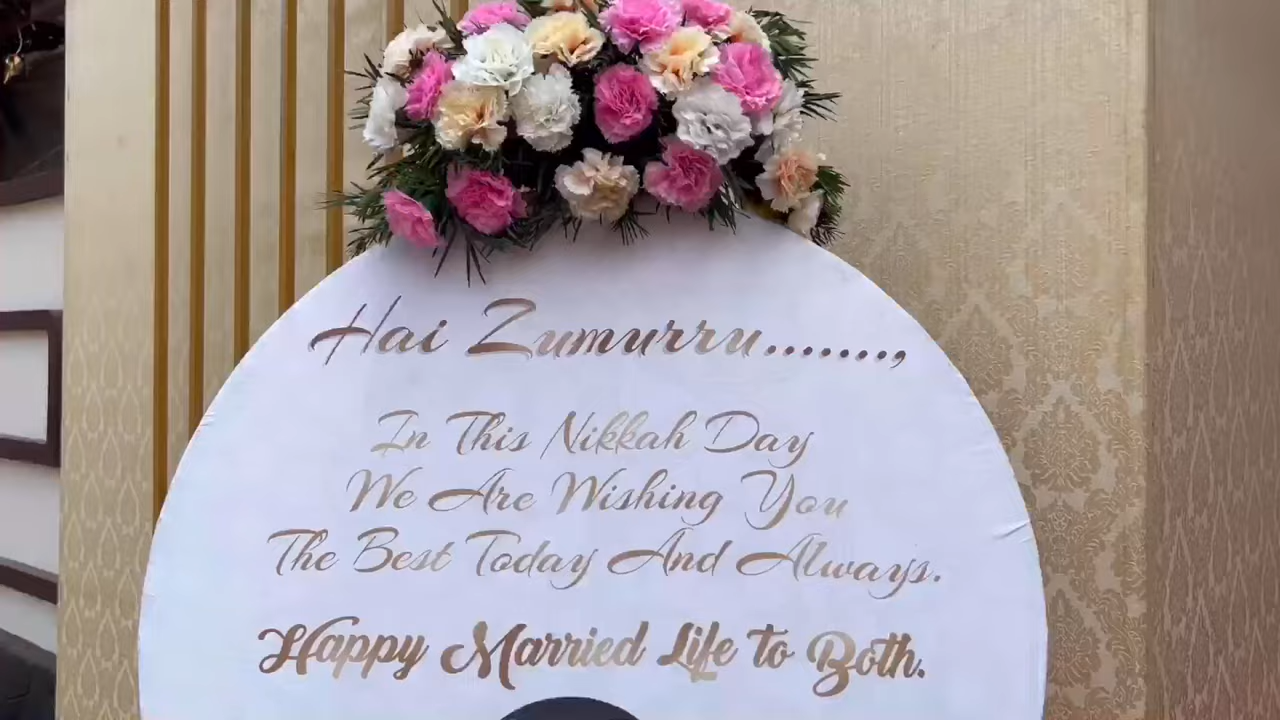 Hai Zumurru........,
In This Nikkah Day
We Are Wishing You
The Best Today And Always.
Happy Married Life to Both.